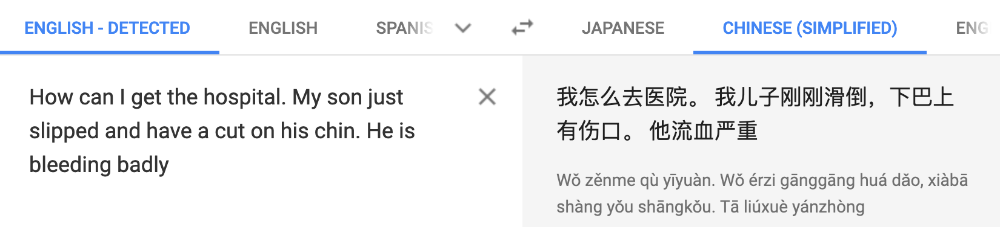 ENGLISH - DETECTED ENGLISH SPANIS JAPANESE CHINESE (SIMPLIFIED) ENG
How can I get the hospital. My son just
slipped and have a cut on his chin. He is
bleeding badly
我怎么去医院。 我儿子刚刚滑倒，下巴上
有伤口。 他流血严重
Wǒ zěnme qù yīyuàn. Wǒ érzi gānggāng huá dǎo, xiàbā
shàng yǒu shāngkǒu. Tā liúxuè yánzhòng